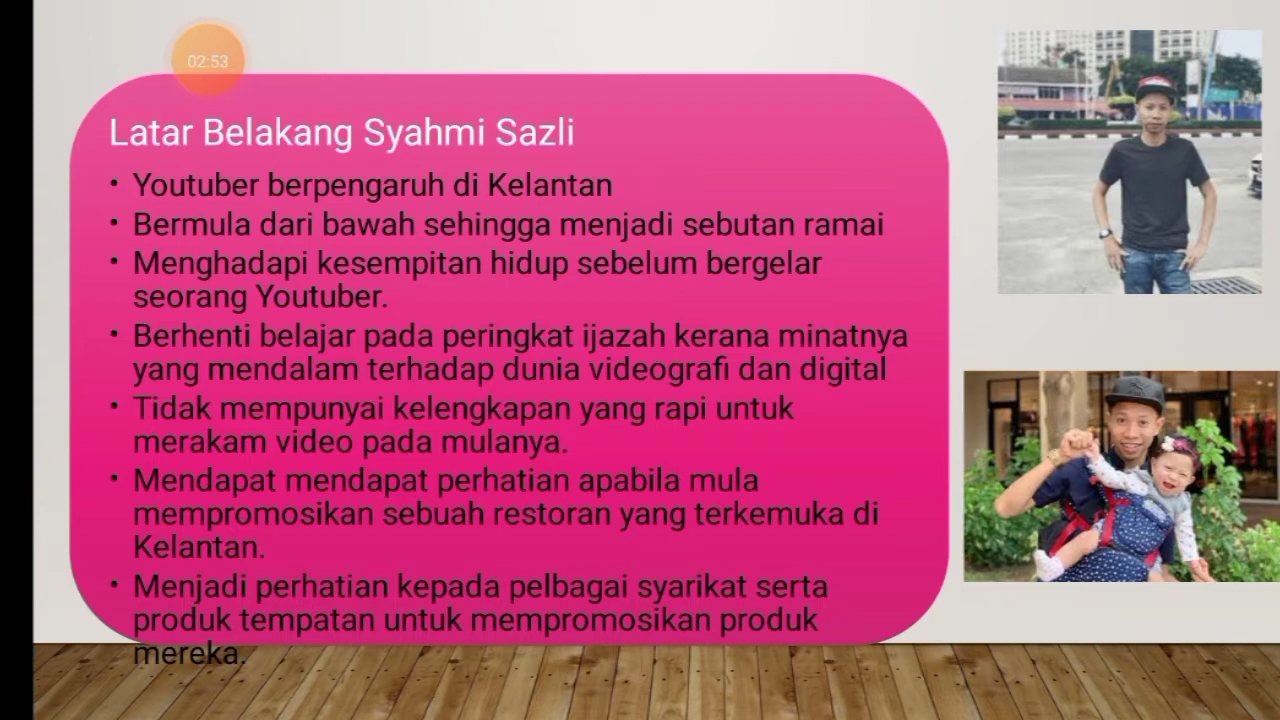 02:53
Latar Belakang Syahmi Sazli
• Youtuber berpengaruh di Kelantan
• Bermula dari bawah sehingga menjadi sebutan ramai
• Menghadapi kesempitan hidup sebelum bergelar
seorang Youtuber.
• Berhenti belajar pada peringkat ijazah kerana minatnya
yang mendalam terhadap dunia videografi dan digital
• Tidak mempunyai kelengkapan yang rapi untuk
merakam video pada mulanya.
• Mendapat mendapat perhatian apabila mula
mempromosikan sebuah restoran yang terkemuka di
Kelantan.
• Menjadi perhatian kepada pelbagai syarikat serta
produk tempatan untuk mempromosikan produk
mereka.